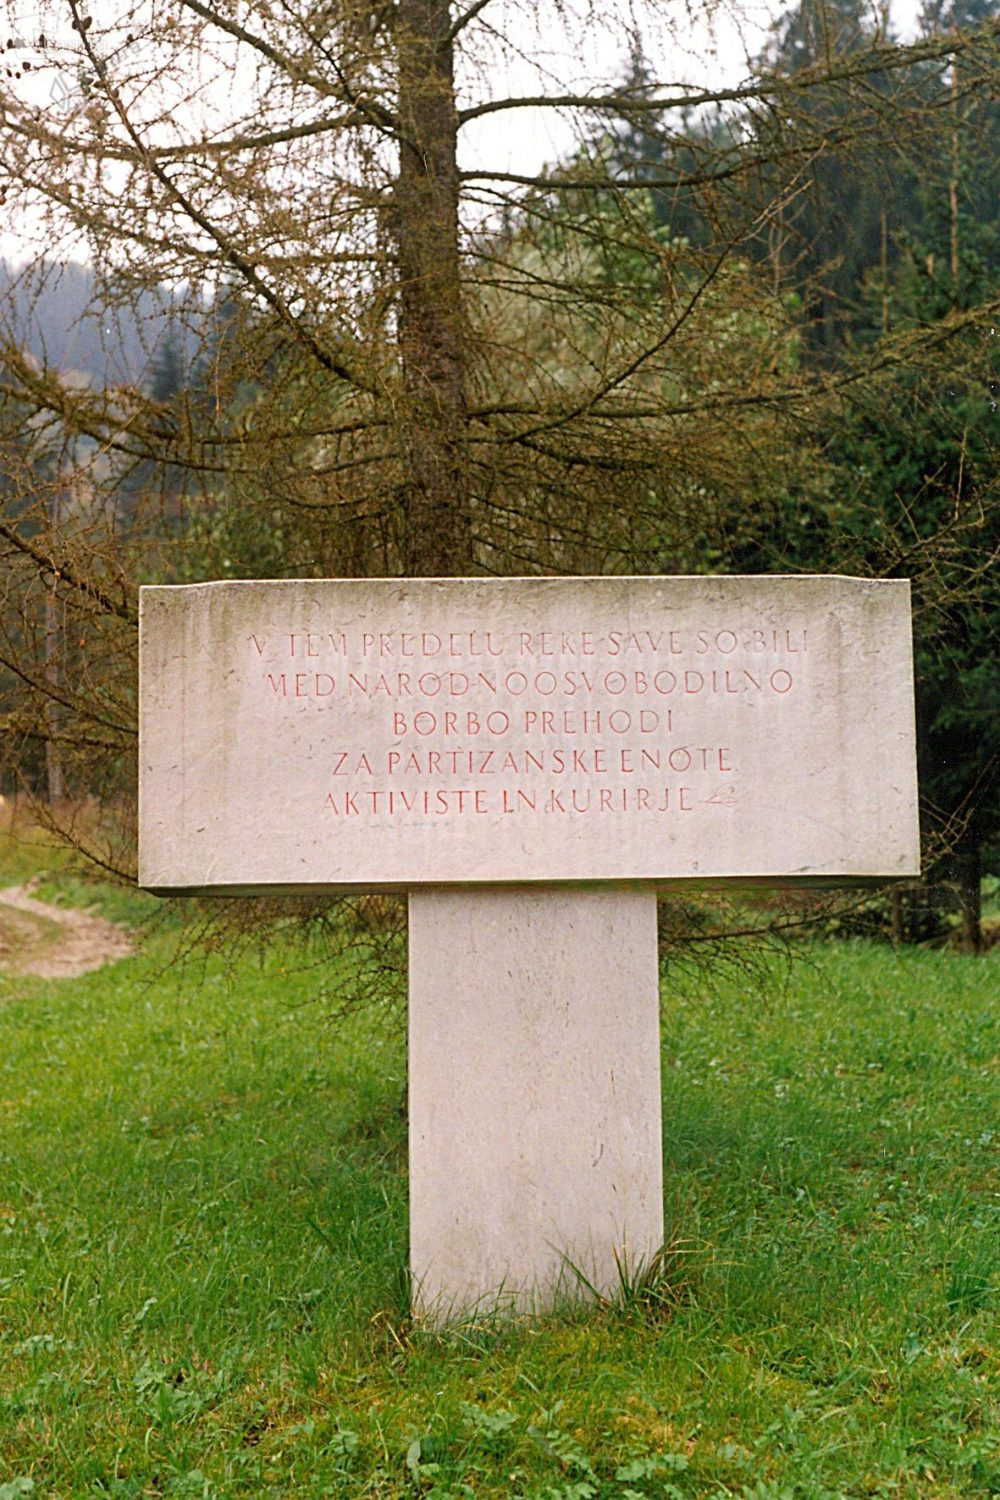 V TEM PREDELU REKE SAVE SO BILI
MED NARODNOOSVOBODILNO
BORBO PREHODI
ZA PARTIZANSKE ENOTE
AKTIVISTE IN KURIRJE